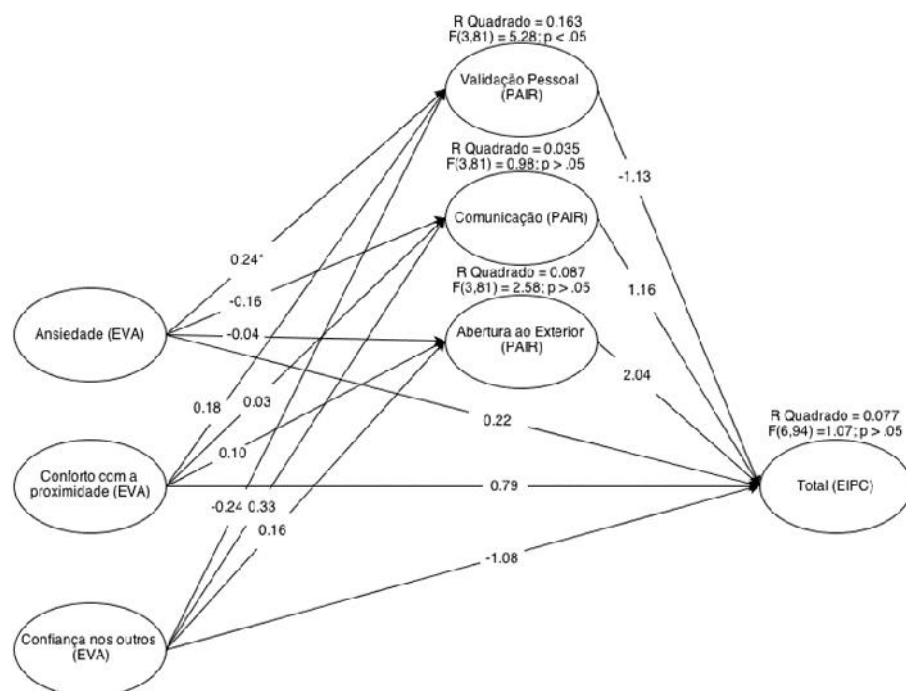 R Quadrado = 0.163
F(3,81) = 5.28; p < .05
Validação Pessoal
(PAIR)
R Quadrado = 0.035
F(3,81) = 0.98; p > .05
-1.13
Comunicação (PAIR)
0.24*
R Quadrado = 0.087
F(3,81) = 2.58; p > .05
1.16
-0.16
Ansiedade (EVA)
-0.04
Abertura ao Exterior
(PAIR)
2.04
0.18
0.03
0.22
R Quadrado = 0.077
F(6,94) =1.07; p > .05
0.10
Conforto com a
proximidade (EVA)
0.79
Total (EIPC)
-0.24
0.33
0.16
-1.08
Confiança nos outros
(EVA)